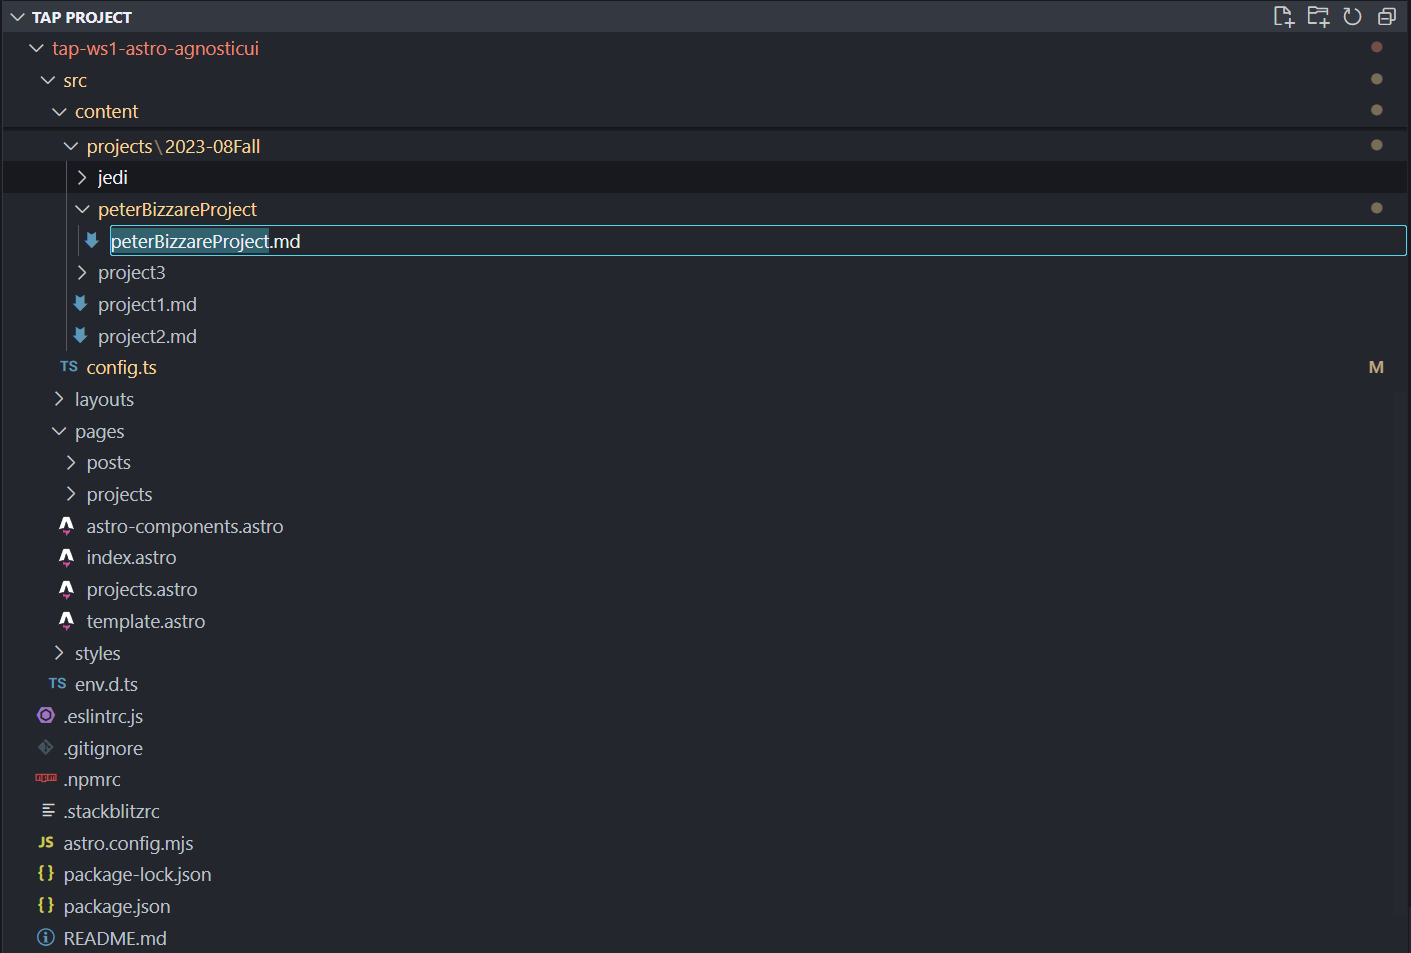 TAP PROJECT
tap-ws1-astro-agnosticui
src
content
projects\2023-08Fall
jedi
peterBizzareProject
peterBizzareProject.md
project3
project1.md
project2.md
TS config.ts M
layouts
pages
posts
projects
astro-components.astro
index.astro
projects.astro
template.astro
styles
TS env.d.ts
.eslintrc.js
.gitignore
npm .npmrc
.stackblitzrc
JS astro.config.mjs
{} package-lock.json
{} package.json
README.md